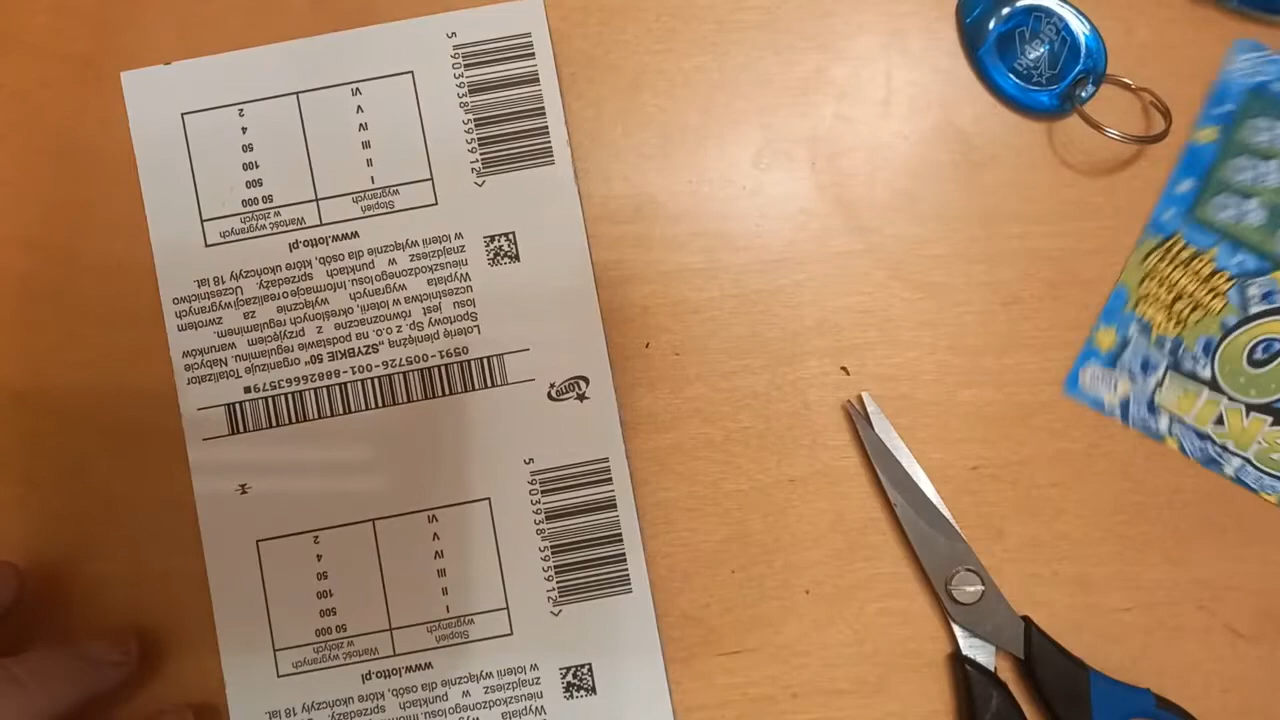 Wypłata
nieuszkodzonego losu.
znajdziesz w punktach sprzedaży.
w loterii wyłącznie dla osób, które ukończyły 18 lat.
www.lotto.pl
Stopień wygranych Wartość wygranych w złotych
I 50 000
II 500
III 100
IV 50
V 4
VI 2
5 903938 595912 >
LOTTO
0591-005726-001-88826663579
Loterię pieniężną „SZYBKIE 50” organizuje Totalizator
Sportowy Sp. z o.o. na podstawie regulaminu. Nabycie
losu jest równoznaczne z przyjęciem warunków
uczestnictwa w loterii, określonych regulaminem.
Wypłata wygranych wyłącznie za zwrotem
nieuszkodzonego losu. Informacje o realizacji wygranych
znajdziesz w punktach sprzedaży. Uczestnictwo
w loterii wyłącznie dla osób, które ukończyły 18 lat.
www.lotto.pl
Stopień wygranych Wartość wygranych w złotych
I 50 000
II 500
III 100
IV 50
V 4
VI 2
5 903938 595912 >
zdrapki